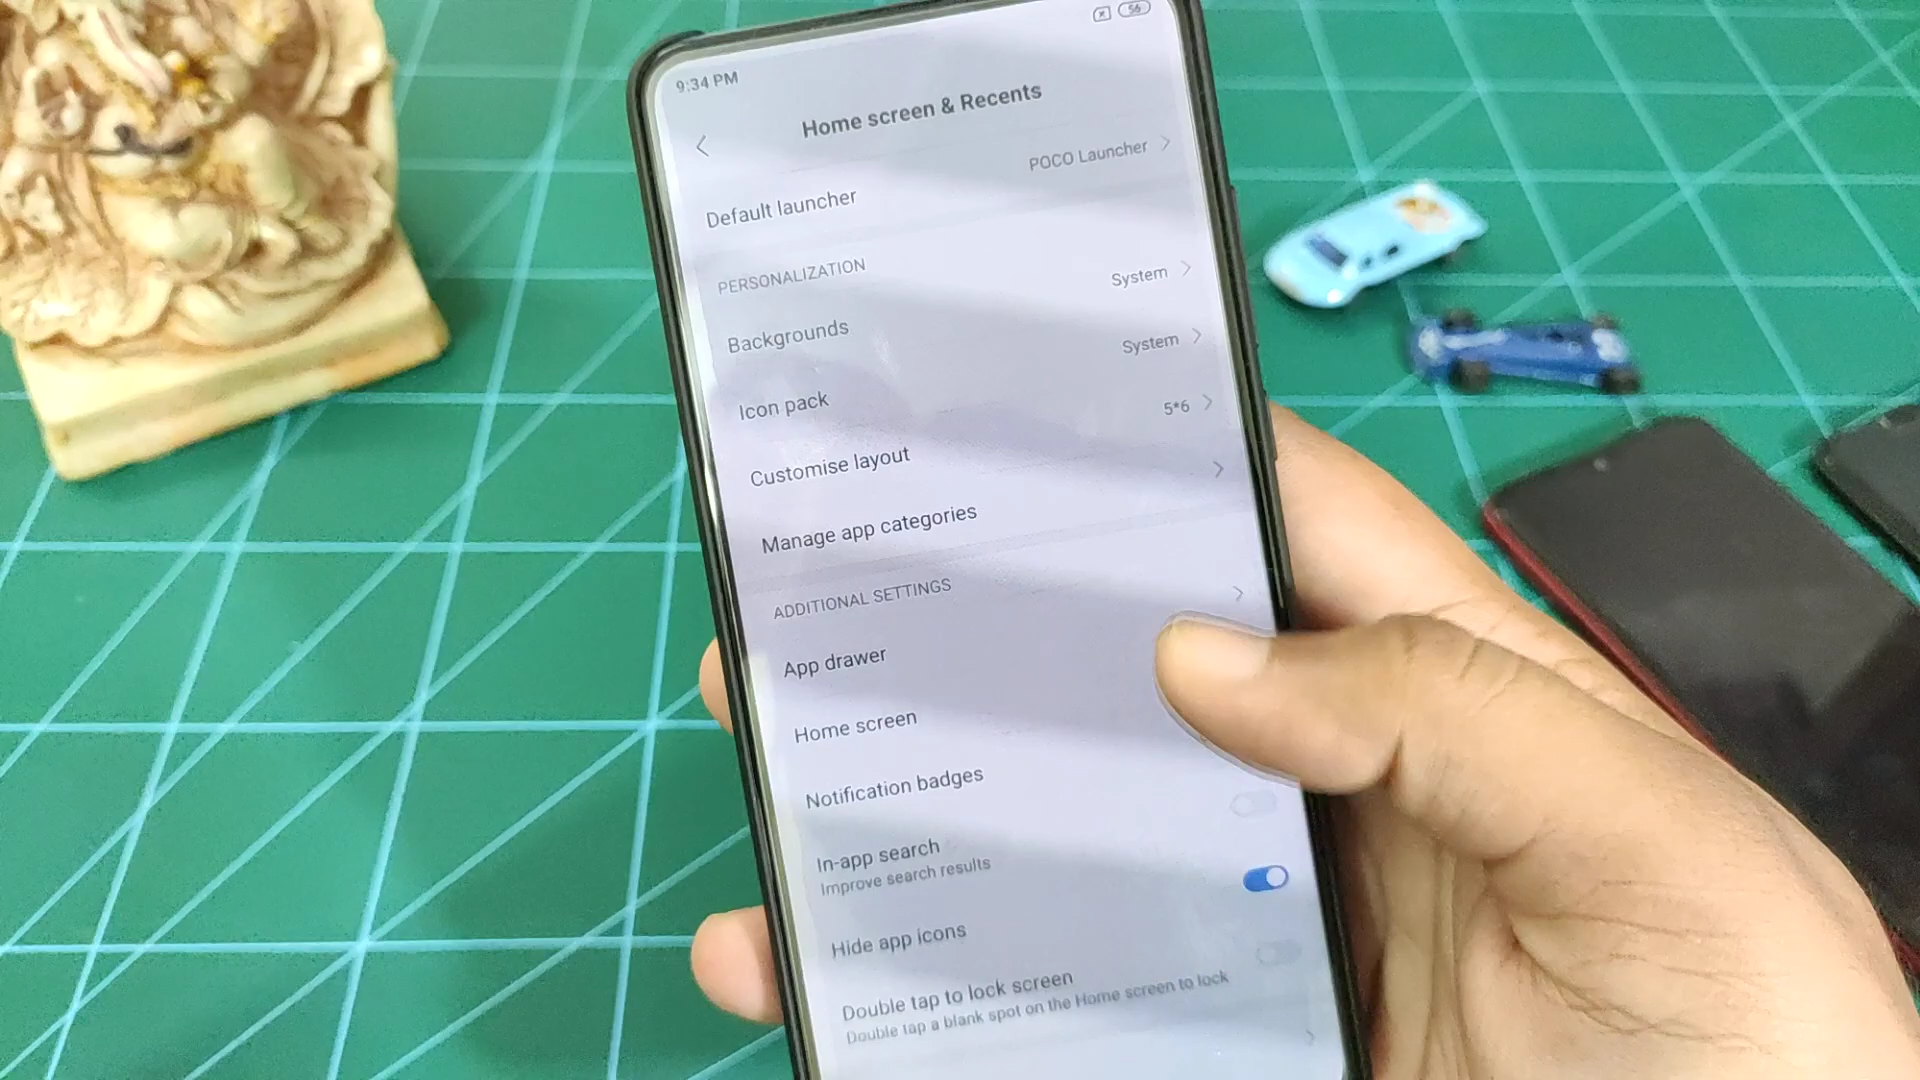 9:34 PM
56
Home screen & Recents
Default launcher
POCO Launcher
PERSONALIZATION
Backgrounds
System
Icon pack
System
Customise layout
5*6
Manage app categories
ADDITIONAL SETTINGS
App drawer
Home screen
Notification badges
In-app search
Improve search results
Hide app icons
Double tap to lock screen
Double tap a blank spot on the Home screen to lock